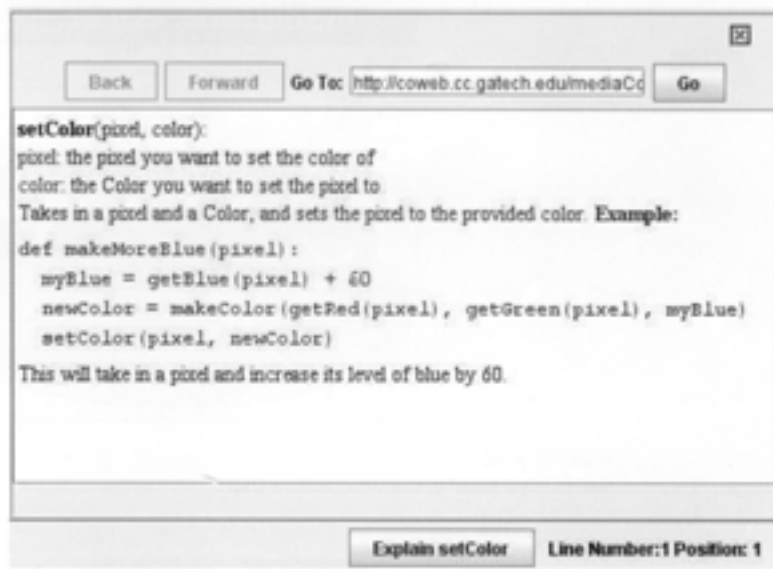 Back Forward Go To: http://coweb.cc.gatech.edu/mediaCo Go
setColor(pixel, color):
pixel: the pixel you want to set the color of
color: the Color you want to set the pixel to
Takes in a pixel and a Color, and sets the pixel to the provided color. Example:
def makeMoreBlue(pixel):
myBlue = getBlue(pixel) + 60
newColor = makeColor(getRed(pixel), getGreen(pixel), myBlue)
setColor(pixel, newColor)
This will take in a pixel and increase its level of blue by 60.
Explain setColor Line Number:1 Position: 1